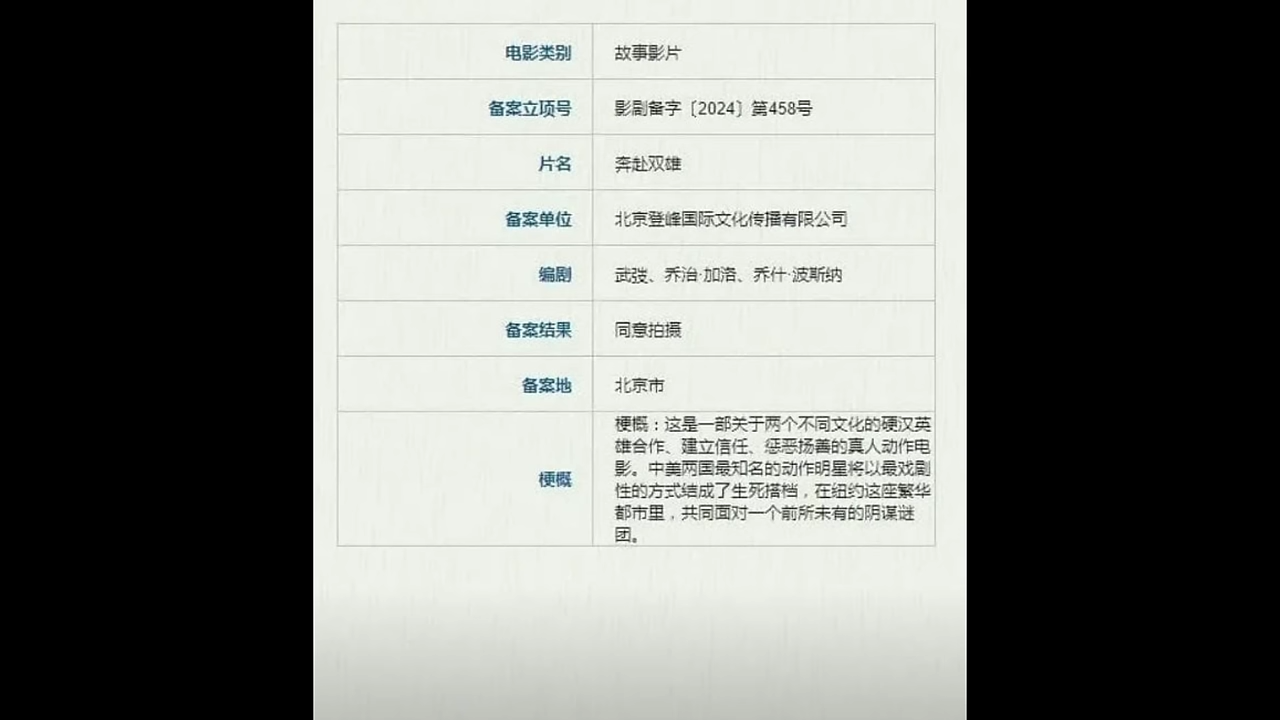 电影类别 故事影片
备案立项号 影剧备字〔2024〕第458号
片名 奔赴双雄
备案单位 北京登峰国际文化传播有限公司
编剧 武弢、乔治·加洛、乔什·波斯纳
备案结果 同意拍摄
备案地 北京市
梗概 梗概：这是一部关于两个不同文化的硬汉英
雄合作、建立信任、惩恶扬善的真人动作电
影。中美两国最知名的动作明星将以最戏剧
性的方式结成了生死搭档，在纽约这座繁华
都市里，共同面对一个前所未有的阴谋谜
团。